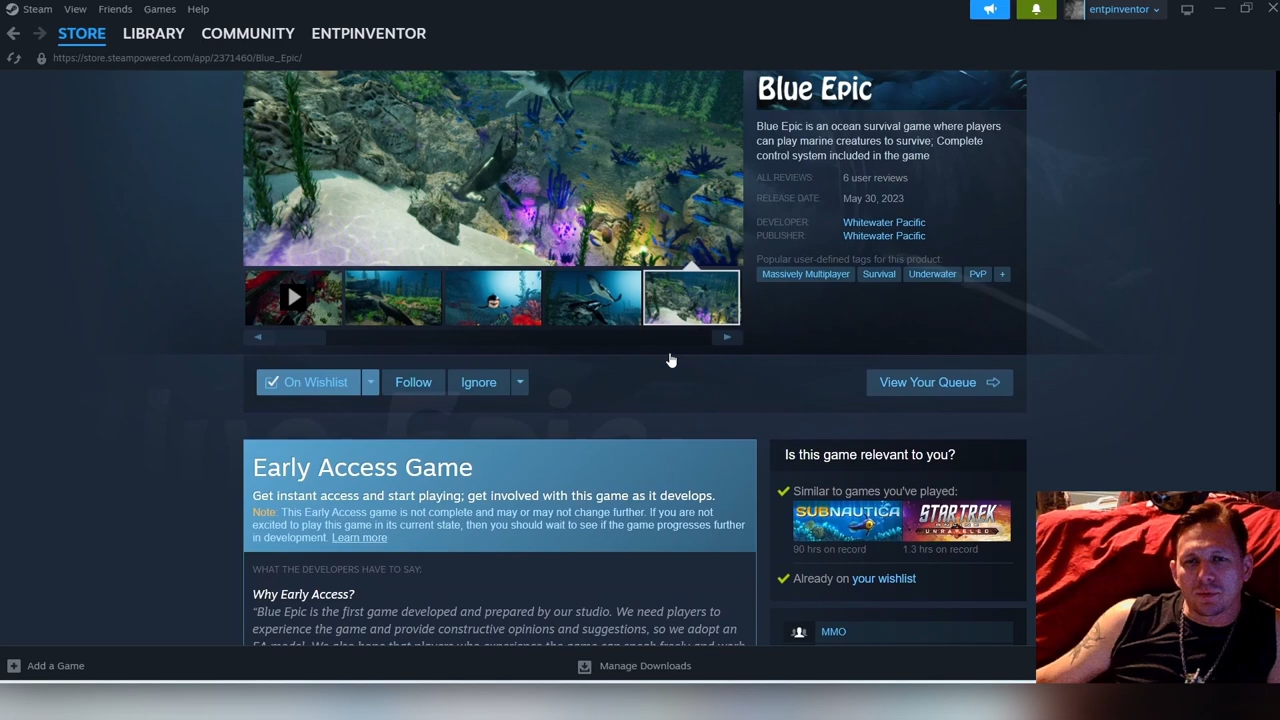 Steam View Friends Games Help
entpinventor
STORE LIBRARY COMMUNITY ENTPINVENTOR
https://store.steampowered.com/app/2371460/Blue_Epic/
Blue Epic
Blue Epic is an ocean survival game where players
can play marine creatures to survive; Complete
control system included in the game
ALL REVIEWS: 6 user reviews
RELEASE DATE: May 30, 2023
DEVELOPER: Whitewater Pacific
PUBLISHER: Whitewater Pacific
Popular user-defined tags for this product:
Massively Multiplayer Survival Underwater PvP +
On Wishlist Follow Ignore View Your Queue
Early Access Game
Get instant access and start playing; get involved with this game as it develops.
Note: This Early Access game is not complete and may or may not change further. If you are not
excited to play this game in its current state, then you should wait to see if the game progresses further
in development. Learn more
WHAT THE DEVELOPERS HAVE TO SAY:
Why Early Access?
"Blue Epic is the first game developed and prepared by our studio. We need players to
experience the game and provide constructive opinions and suggestions, so we adopt an
Is this game relevant to you?
Similar to games you've played:
SUBNAUTICA STAR TREK
UNRAVELED
90 hrs on record 1.3 hrs on record
Already on your wishlist
MMO
Add a Game Manage Downloads